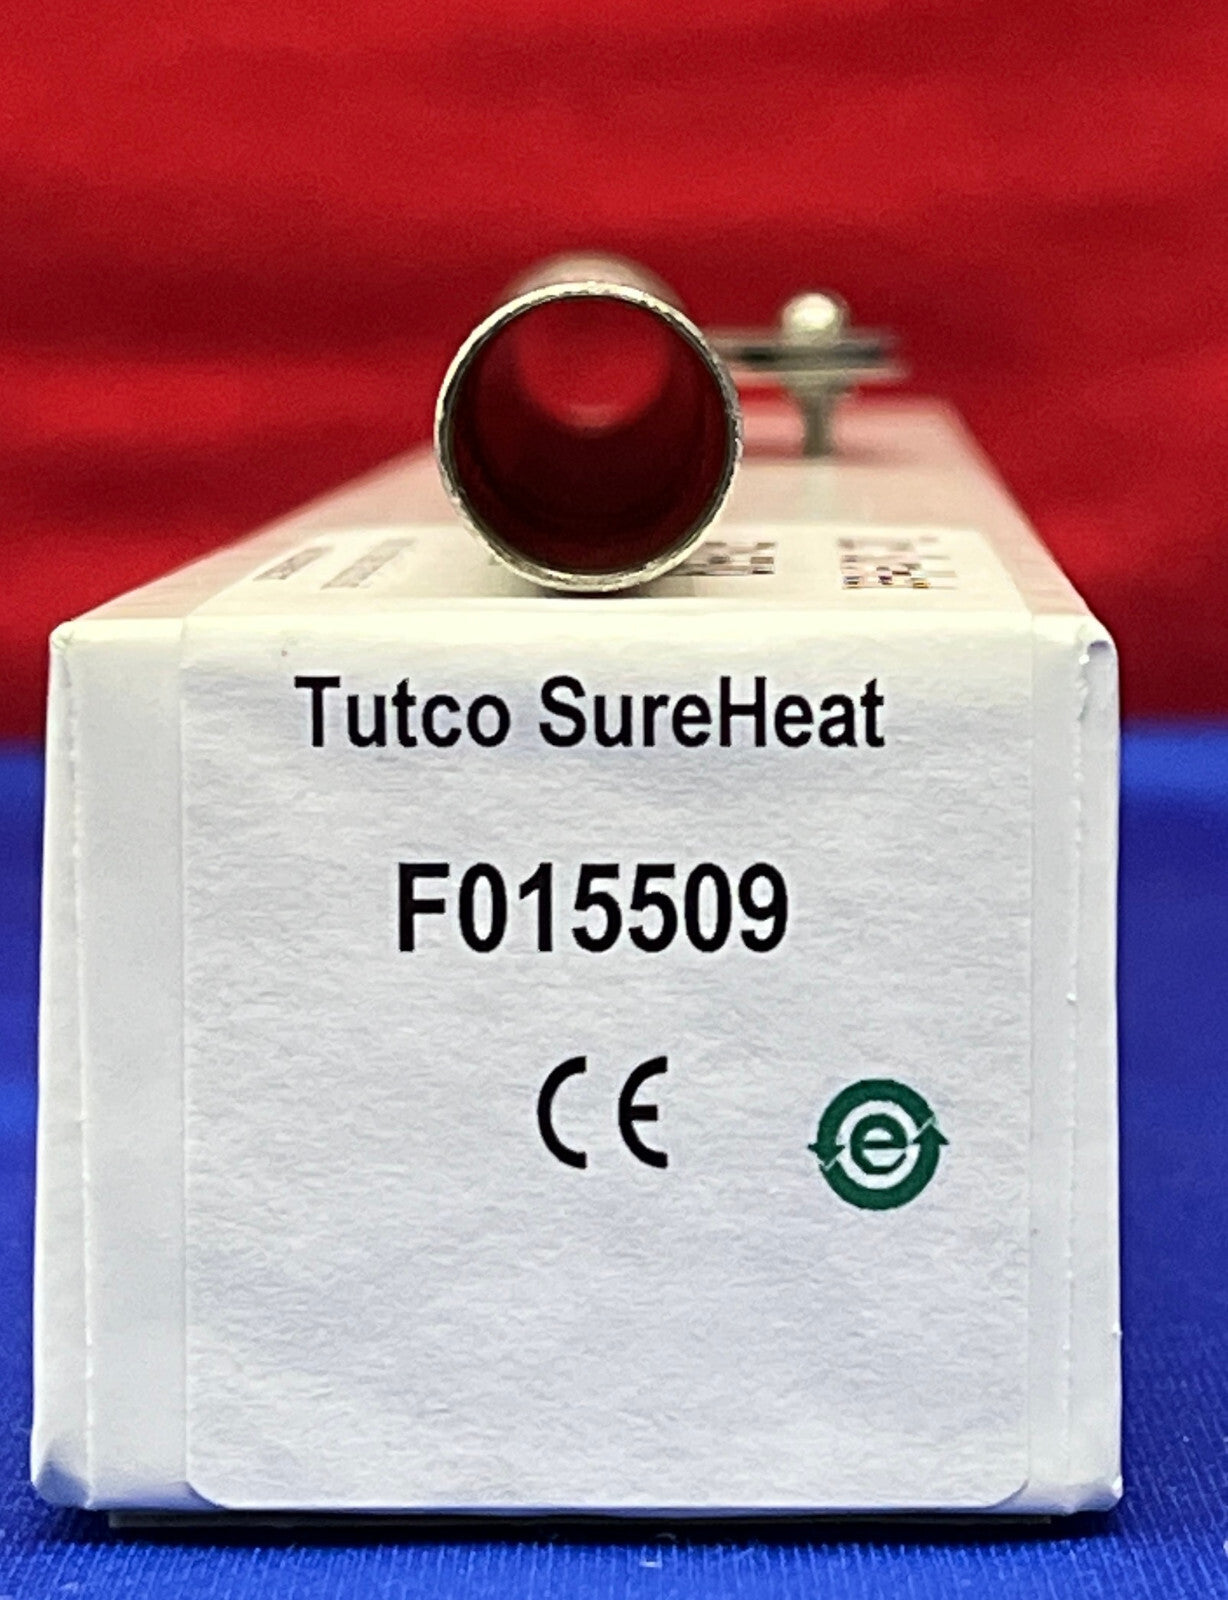 Tutco SureHeat
F015509
CE
e